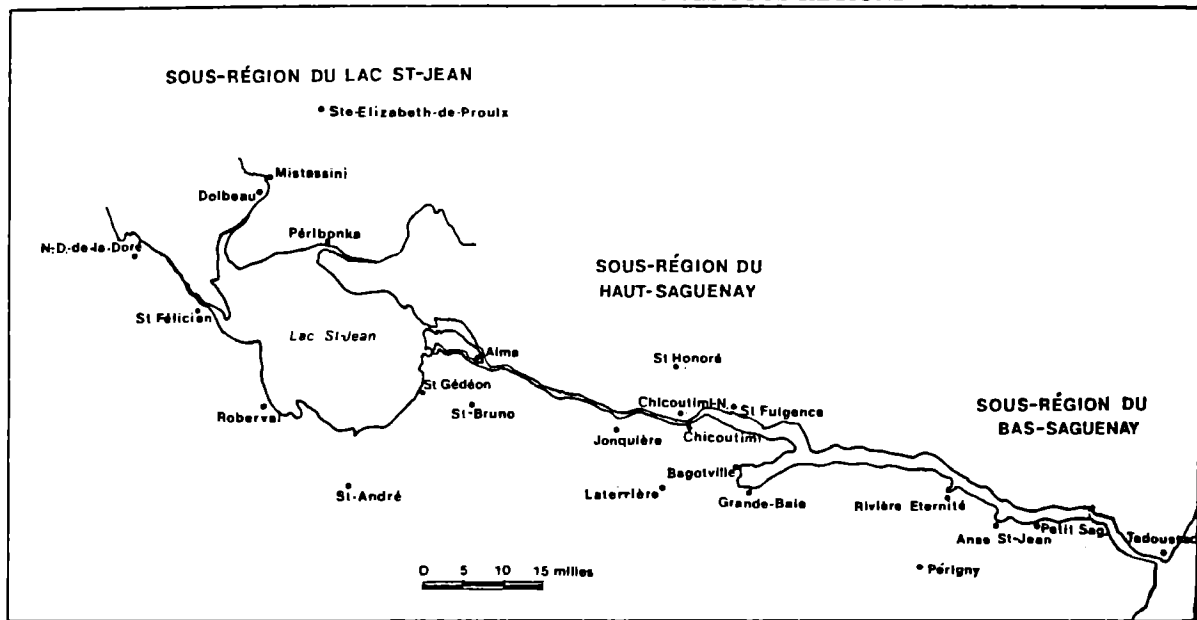 SOUS-RÉGION DU LAC ST-JEAN
Ste-Elizabeth-de-Proulx
Mistassini
Dolbeau
N.-D.-de-la-Doré
Péribonka
SOUS-RÉGION DU
HAUT-SAGUENAY
St Félicien
Lac St-Jean
Alma
St Honoré
St Gédéon
Roberval
St-Bruno
Chicoutimi-N.
St Fulgence
SOUS-RÉGION DU
BAS-SAGUENAY
Jonquière
Chicoutimi
Bagotville
St-André
Laterrière
Grande-Baie
Rivière Eternité
Anse St-Jean
Petit Sag.
Tadoussac
Périgny
0 5 10 15 milles